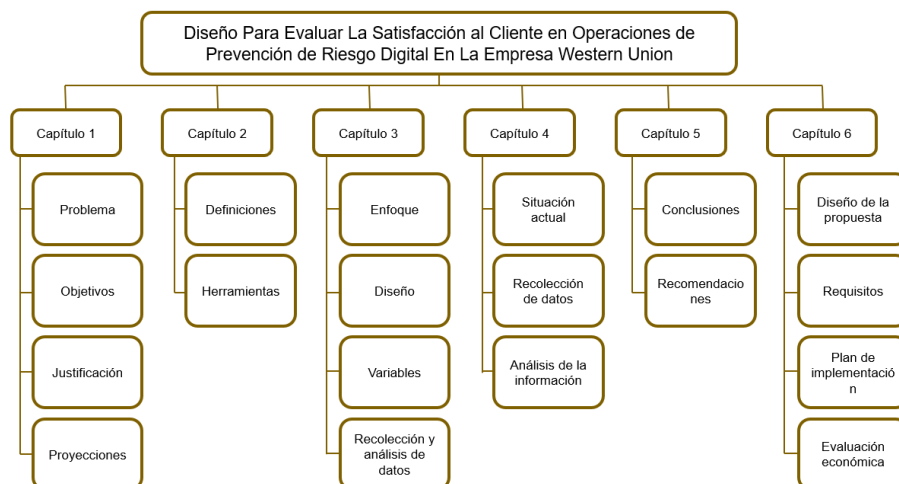 Diseño Para Evaluar La Satisfacción al Cliente en Operaciones de
Prevención de Riesgo Digital En La Empresa Western Union
Capítulo 1
Problema
Objetivos
Justificación
Proyecciones
Capítulo 2
Definiciones
Herramientas
Capítulo 3
Enfoque
Diseño
Variables
Recolección y
análisis de
datos
Capítulo 4
Situación
actual
Recolección
de datos
Análisis de la
información
Capítulo 5
Conclusiones
Recomendacio
nes
Capítulo 6
Diseño de la
propuesta
Requisitos
Plan de
implementació
n
Evaluación
económica